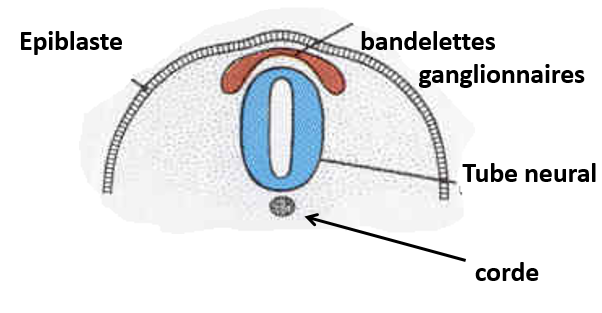 Epiblaste
bandelettes
ganglionnaires
Tube neural
corde